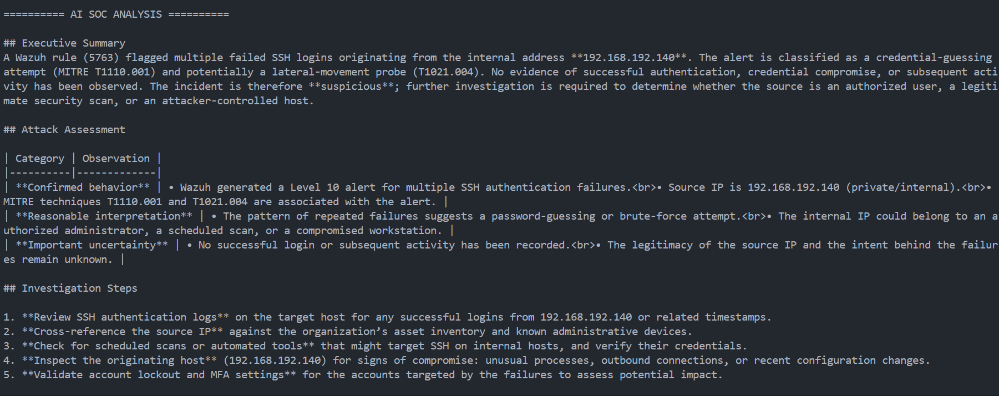 ========== AI SOC ANALYSIS ==========
## Executive Summary
A Wazuh rule (5763) flagged multiple failed SSH logins originating from the internal address **192.168.192.140**. The alert is classified as a credential-guessing
attempt (MITRE T1110.001) and potentially a lateral-movement probe (T1021.004). No evidence of successful authentication, credential compromise, or subsequent acti
vity has been observed. The incident is therefore **suspicious**; further investigation is required to determine whether the source is an authorized user, a legiti
mate security scan, or an attacker-controlled host.
## Attack Assessment
| Category | Observation |
|----------|-------------|
| **Confirmed behavior** | • Wazuh generated a Level 10 alert for multiple SSH authentication failures.<br>• Source IP is 192.168.192.140 (private/internal).<br>•
MITRE techniques T1110.001 and T1021.004 are associated with the alert. |
| **Reasonable interpretation** | • The pattern of repeated failures suggests a password-guessing or brute-force attempt.<br>• The internal IP could belong to an a
uthorized administrator, a scheduled scan, or a compromised workstation. |
| **Important uncertainty** | • No successful login or subsequent activity has been recorded.<br>• The legitimacy of the source IP and the intent behind the failur
es remain unknown. |
## Investigation Steps
1. **Review SSH authentication logs** on the target host for any successful logins from 192.168.192.140 or related timestamps.
2. **Cross-reference the source IP** against the organization’s asset inventory and known administrative devices.
3. **Check for scheduled scans or automated tools** that might target SSH on internal hosts, and verify their credentials.
4. **Inspect the originating host** (192.168.192.140) for signs of compromise: unusual processes, outbound connections, or recent configuration changes.
5. **Validate account lockout and MFA settings** for the accounts targeted by the failures to assess potential impact.